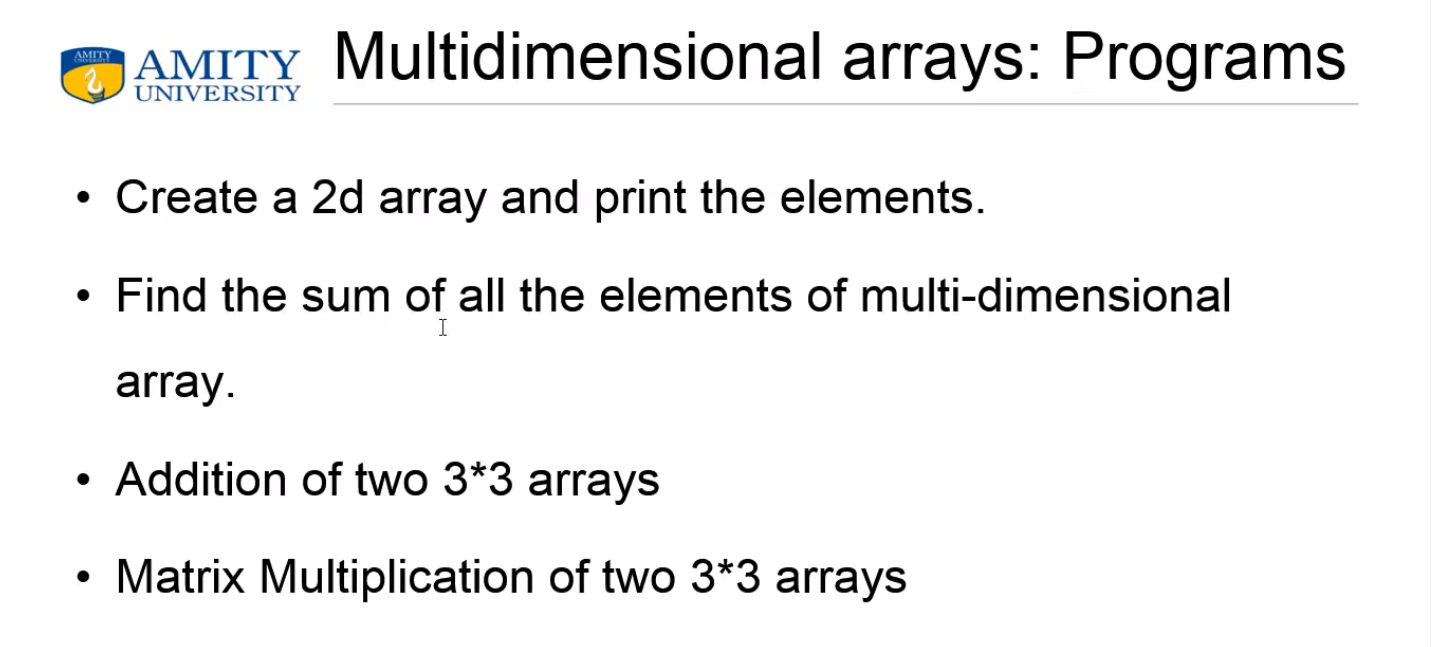 AMITY
UNIVERSITY
AMITY
UNIVERSITY
Multidimensional arrays: Programs
• Create a 2d array and print the elements.
• Find the sum of all the elements of multi-dimensional
array.
• Addition of two 3*3 arrays
• Matrix Multiplication of two 3*3 arrays